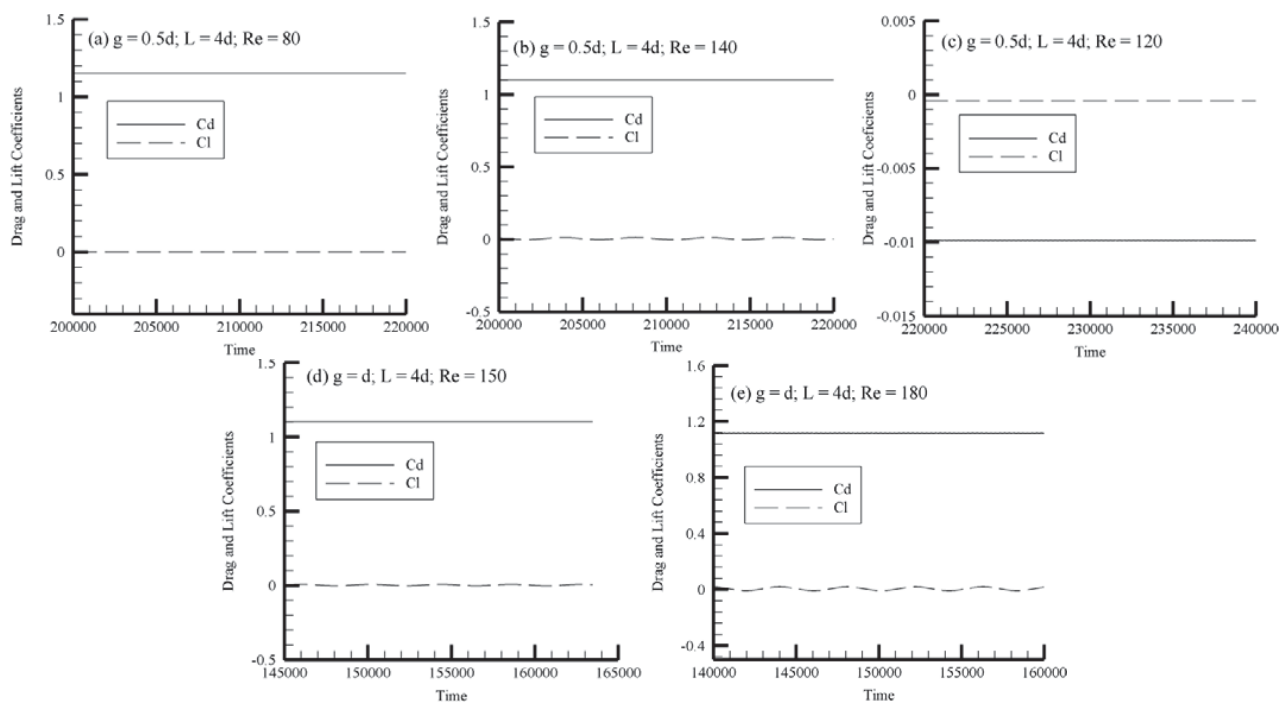 (a) g = 0.5d; L = 4d; Re = 80
Drag and Lift Coefficients
1.5
1
0.5
0
Cd
Cl
200000 205000 210000 215000 220000
Time
(b) g = 0.5d; L = 4d; Re = 140
Drag and Lift Coefficients
1.5
1
0.5
0
-0.5
Cd
Cl
200000 205000 210000 215000 220000
Time
(c) g = 0.5d; L = 4d; Re = 120
Drag and Lift Coefficients
0.005
0
-0.005
-0.01
-0.015
Cd
Cl
220000 225000 230000 235000 240000
Time
(d) g = d; L = 4d; Re = 150
Drag and Lift Coefficients
1.5
1
0.5
0
-0.5
Cd
Cl
145000 150000 155000 160000 165000
Time
(e) g = d; L = 4d; Re = 180
Drag and Lift Coefficients
1.6
1.2
0.8
0.4
0
-0.4
Cd
Cl
140000 145000 150000 155000 160000
Time